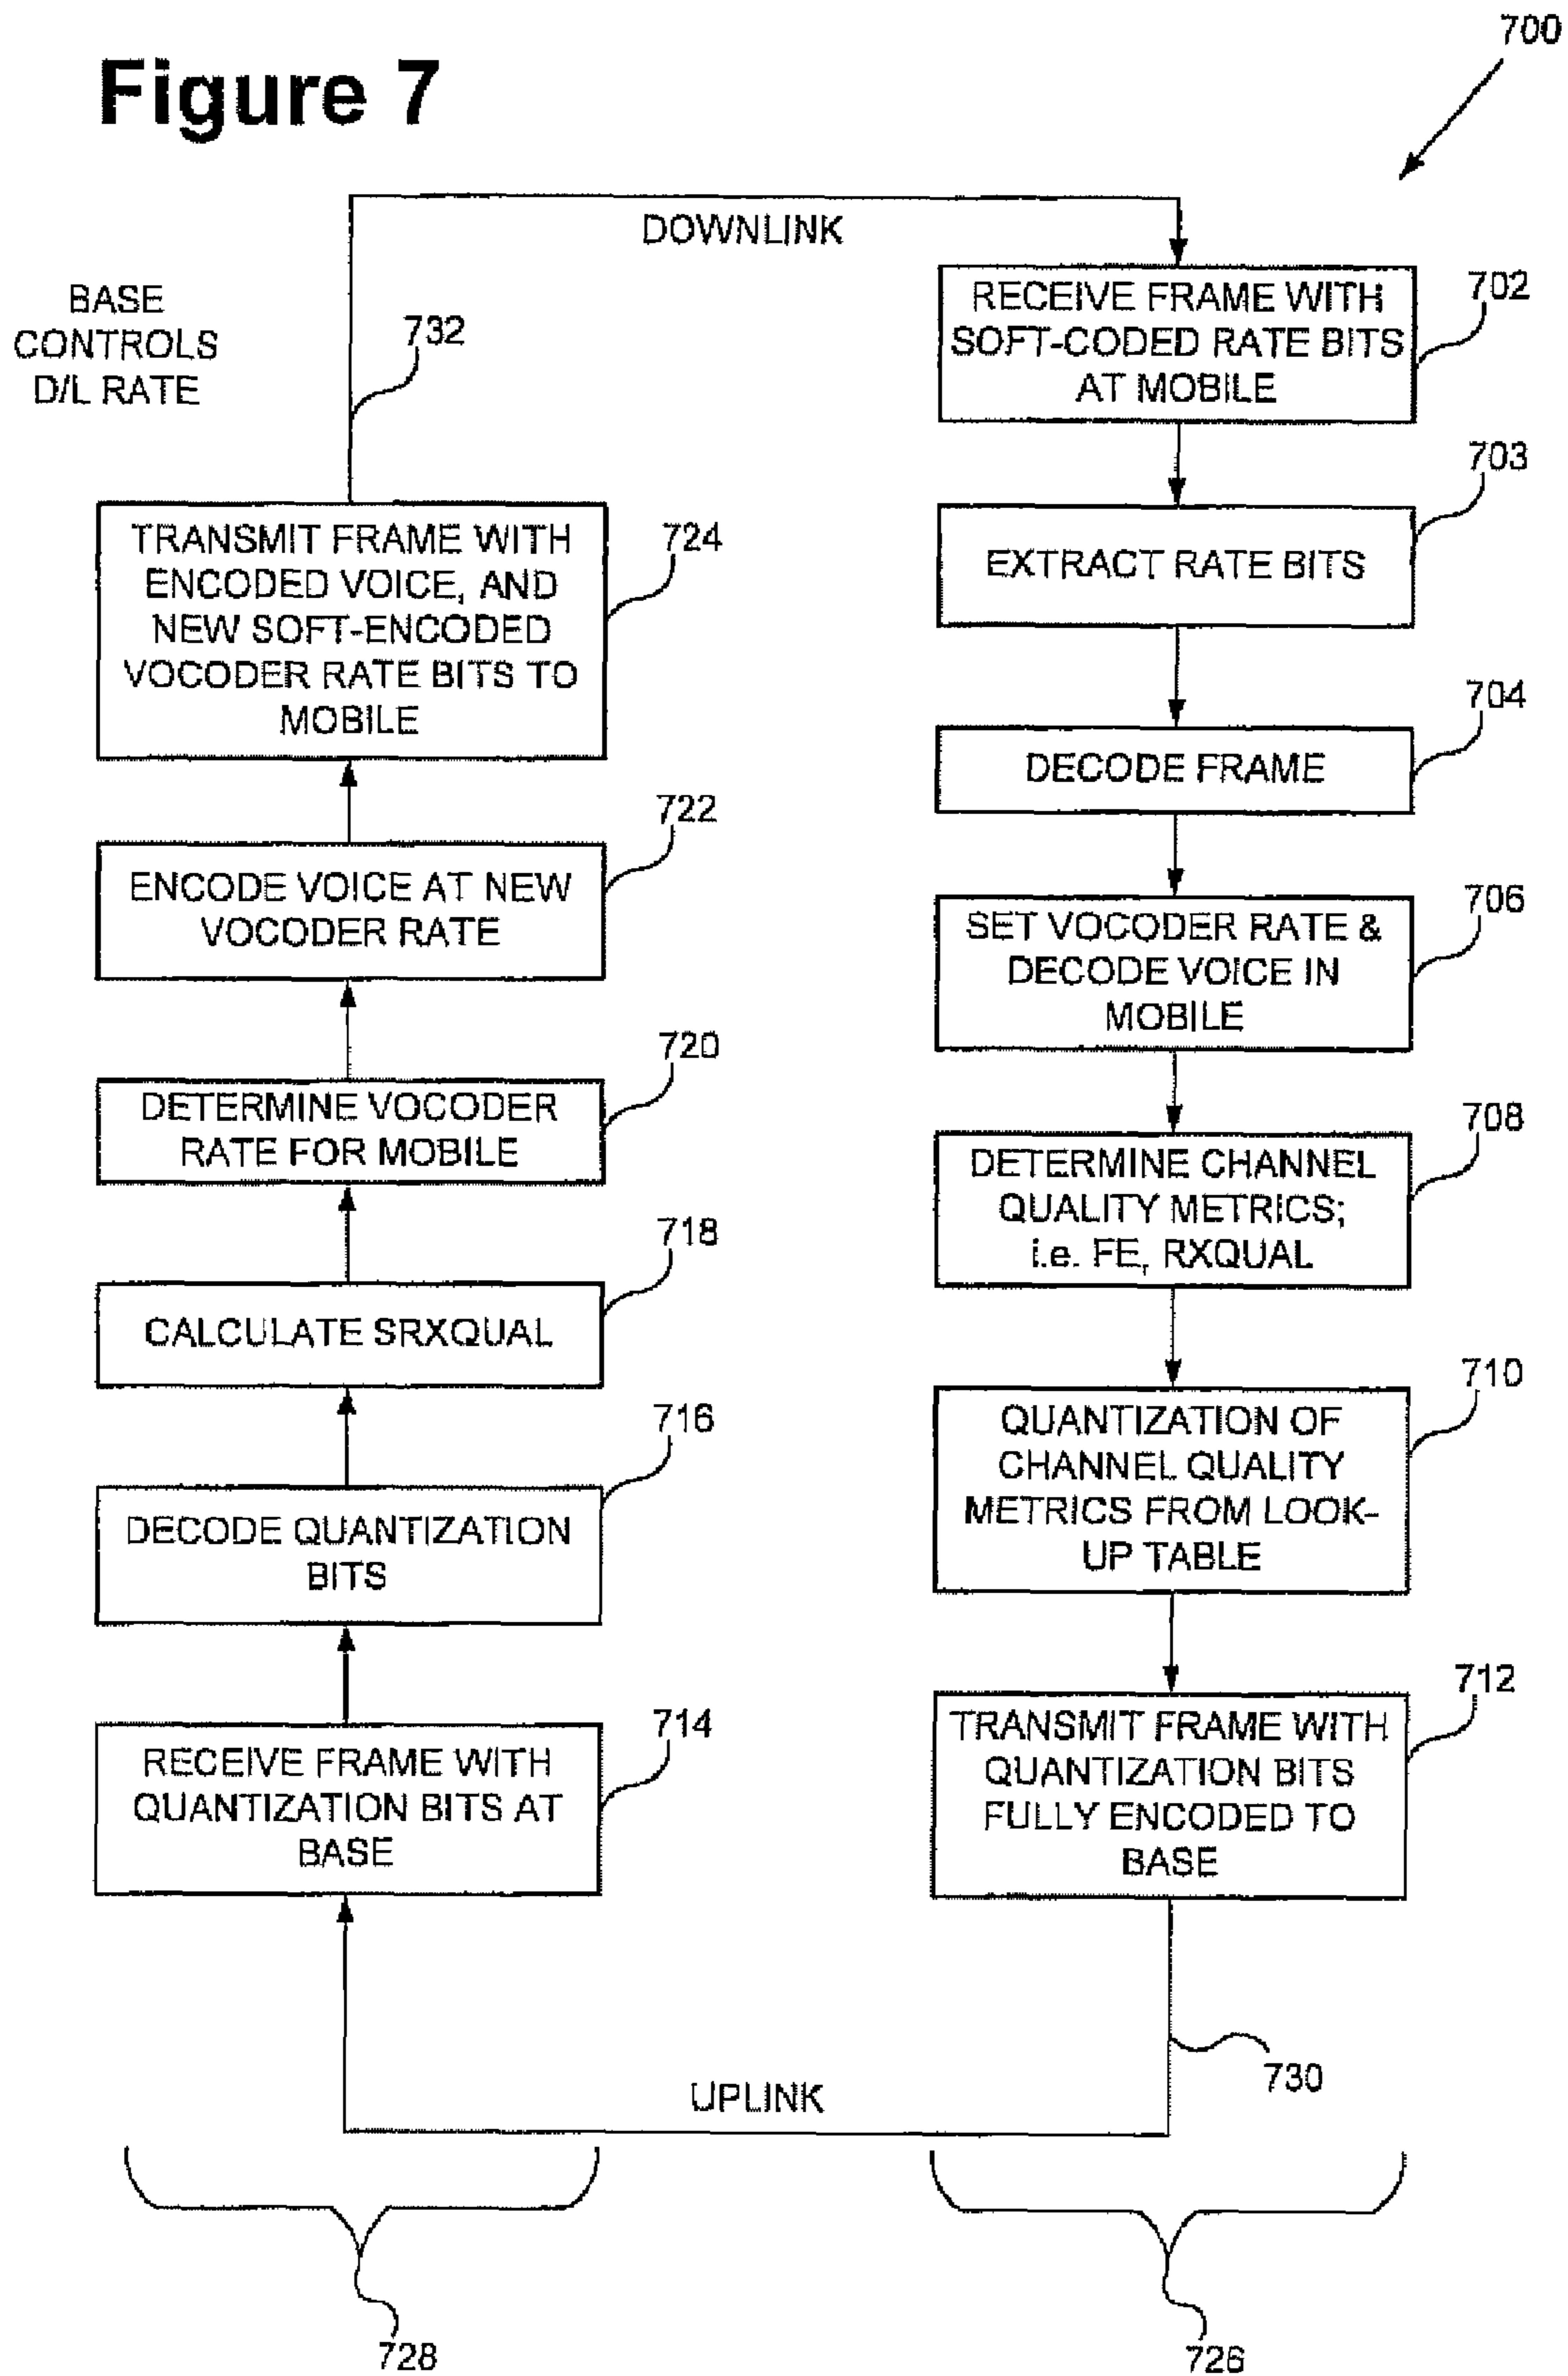 Figure 7
700
DOWNLINK
BASE
CONTROLS
D/L RATE
732
RECEIVE FRAME WITH
SOFT-CODED RATE BITS
AT MOBILE
702
703
EXTRACT RATE BITS
TRANSMIT FRAME WITH
ENCODED VOICE, AND
NEW SOFT-ENCODED
VOCODER RATE BITS TO
MOBILE
724
704
DECODE FRAME
722
ENCODE VOICE AT NEW
VOCODER RATE
706
SET VOCODER RATE &
DECODE VOICE IN
MOBILE
720
DETERMINE VOCODER
RATE FOR MOBILE
708
DETERMINE CHANNEL
QUALITY METRICS;
i.e. FE, RXQUAL
718
CALCULATE SRXQUAL
710
QUANTIZATION OF
CHANNEL QUALITY
METRICS FROM LOOK-
UP TABLE
716
DECODE QUANTIZATION
BITS
712
TRANSMIT FRAME WITH
QUANTIZATION BITS
FULLY ENCODED TO
BASE
714
RECEIVE FRAME WITH
QUANTIZATION BITS AT
BASE
730
UPLINK
728
726